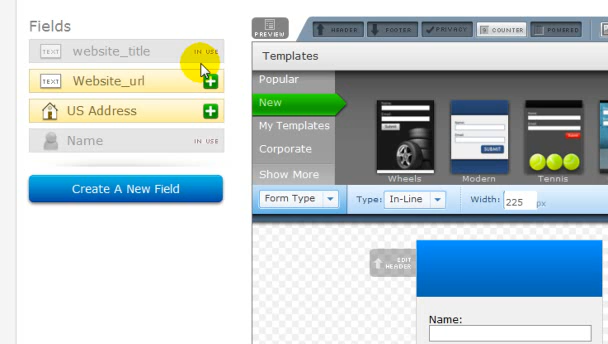 Fields
TEXT website_title IN USE
TEXT Website_url
US Address
Name IN USE
Create A New Field
PREVIEW
HEADER FOOTER PRIVACY COUNTER POWERED
Templates
Popular
New
My Templates
Corporate
Show More
Wheels Modern Tennis
Form Type Type: In-Line Width: 225 px
EDIT
HEADER
Name: